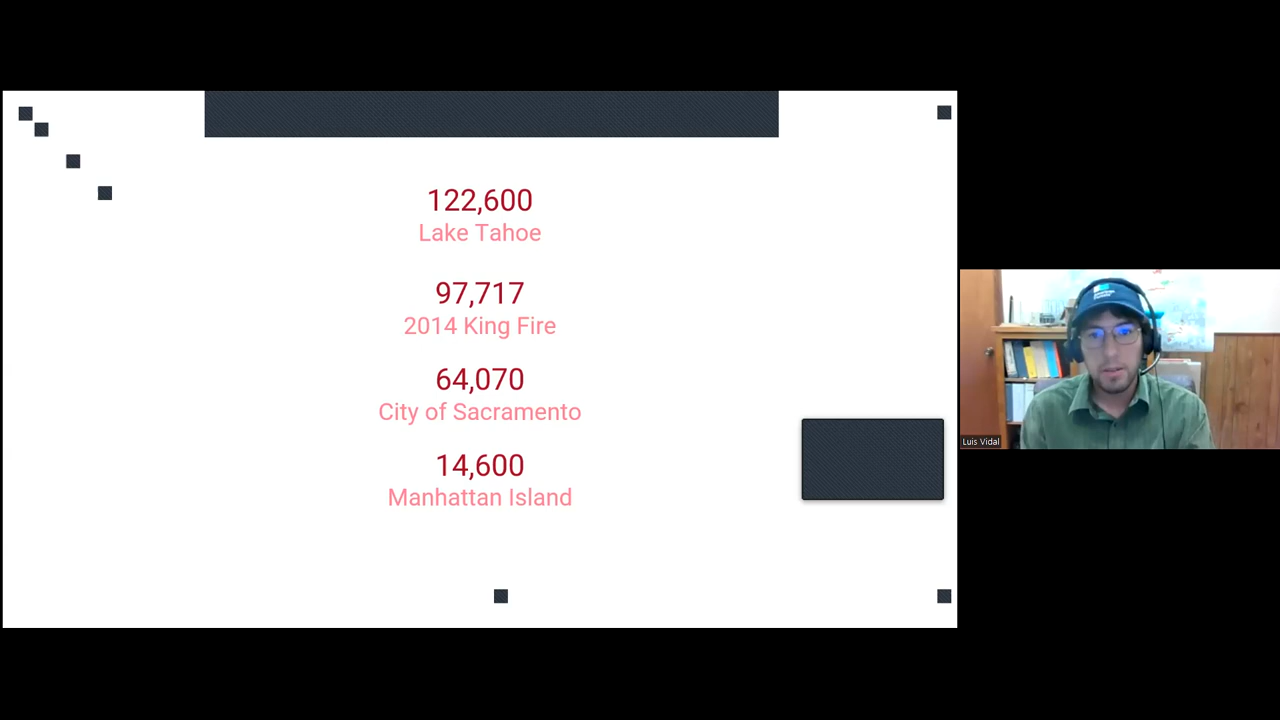 122,600
Lake Tahoe
97,717
2014 King Fire
64,070
City of Sacramento
14,600
Manhattan Island
Luis Vidal